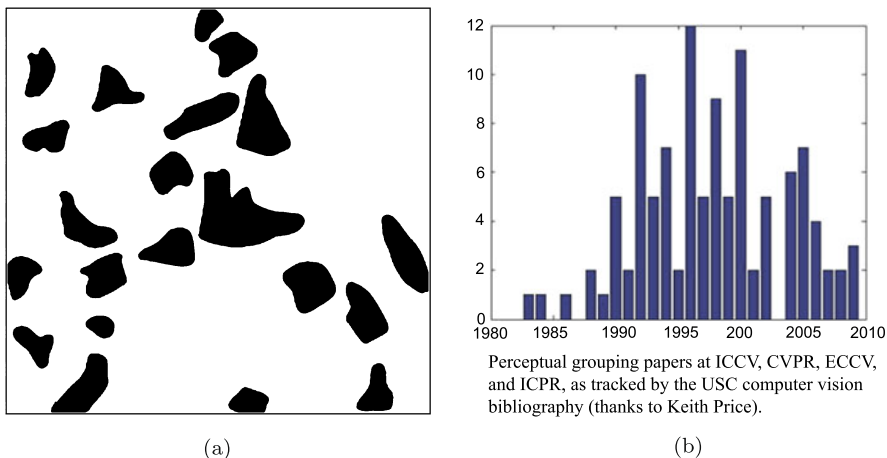 12
10
8
6
4
2
0
1980 1985 1990 1995 200 2005 2010
Perceptual grouping papers at ICCV, CVPR, ECCV,
and ICPR, as tracked by the USC computer vision
bibliography (thanks to Keith Price).
(a) (b)